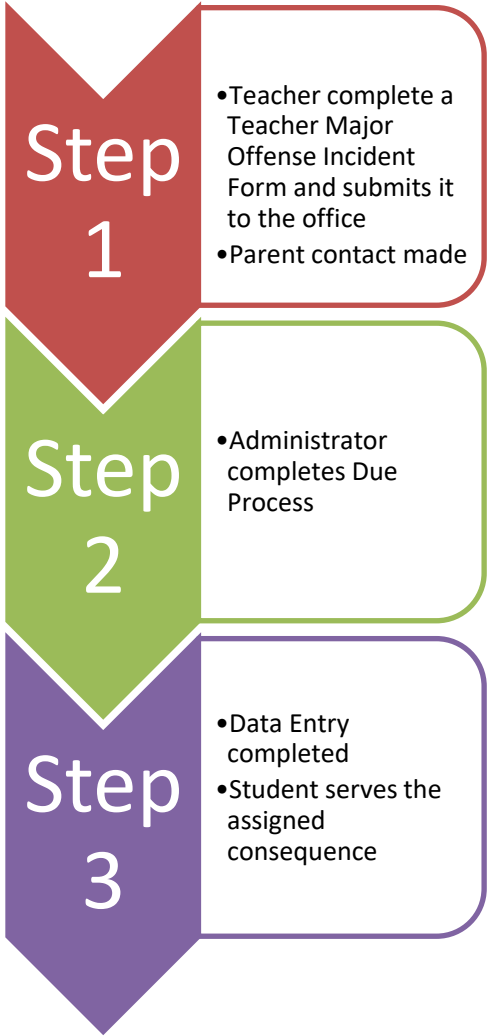 Step
1
•Teacher complete a
Teacher Major
Offense Incident
Form and submits it
to the office
•Parent contact made
Step
2
•Administrator
completes Due
Process
Step
3
•Data Entry
completed
•Student serves the
assigned
consequence